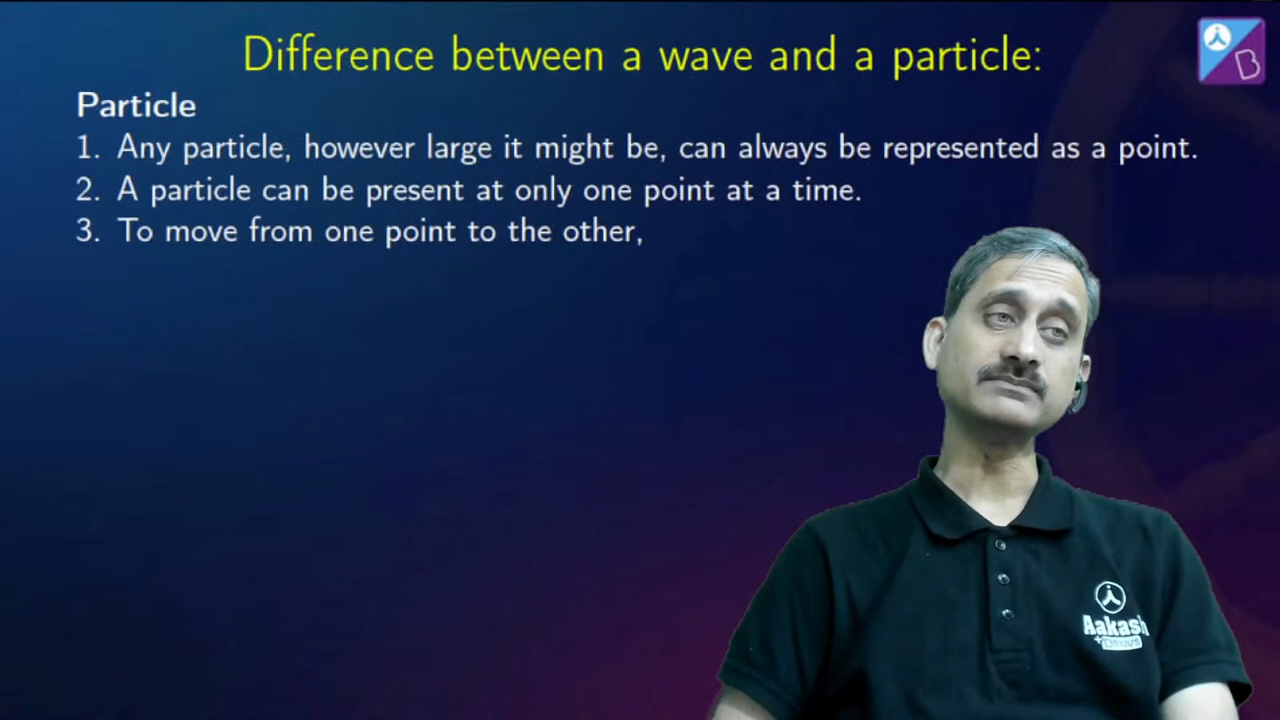 Difference between a wave and a particle:
Particle
1. Any particle, however large it might be, can always be represented as a point.
2. A particle can be present at only one point at a time.
3. To move from one point to the other,
Aakash
+BYJU'S